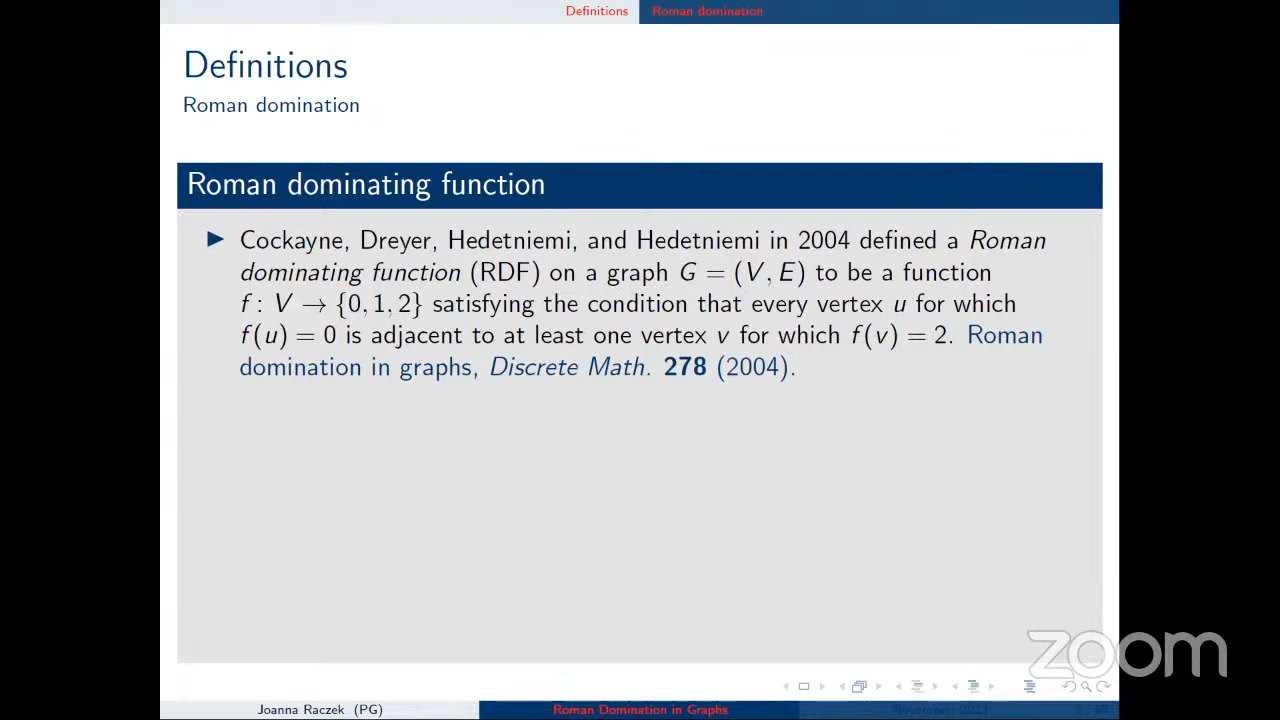 Definitions Roman domination
Definitions
Roman domination
Roman dominating function
▶ Cockayne, Dreyer, Hedetniemi, and Hedetniemi in 2004 defined a Roman
dominating function (RDF) on a graph G = (V, E) to be a function
f : V → {0, 1, 2} satisfying the condition that every vertex u for which
f(u) = 0 is adjacent to at least one vertex v for which f(v) = 2. Roman
domination in graphs, Discrete Math. 278 (2004).
zoom
Joanna Raczek (PG) Roman Domination in Graphs